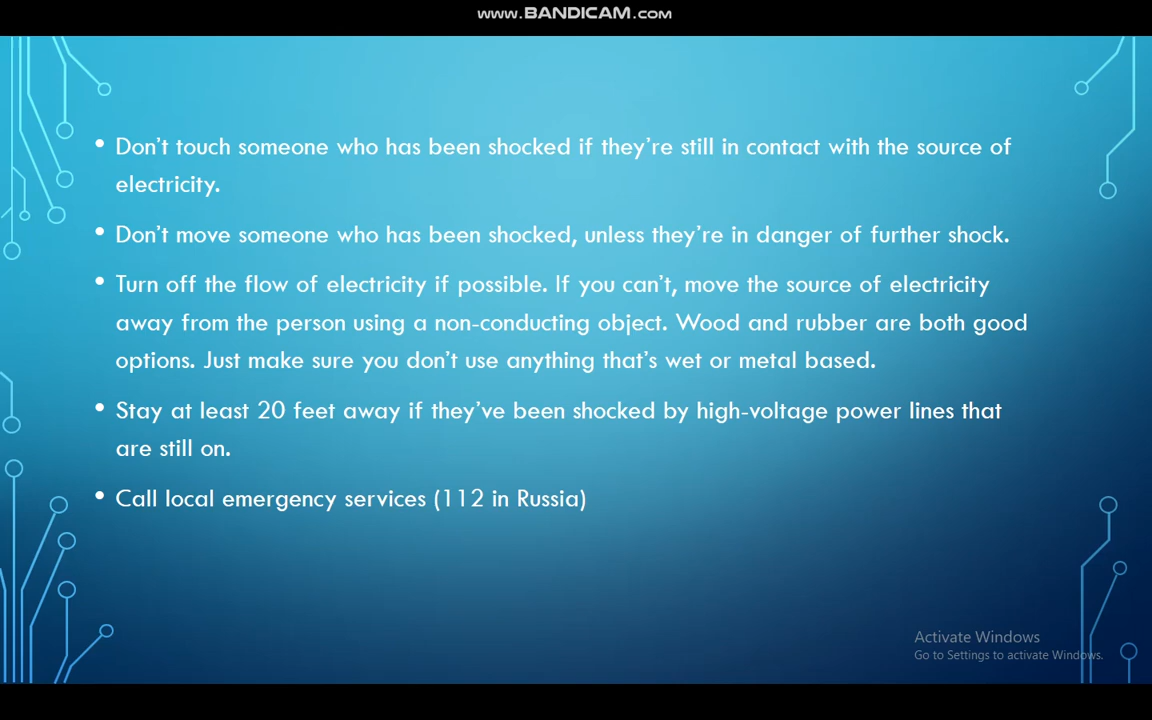 www.BANDICAM.com
• Don’t touch someone who has been shocked if they’re still in contact with the source of
electricity.
• Don’t move someone who has been shocked, unless they’re in danger of further shock.
• Turn off the flow of electricity if possible. If you can’t, move the source of electricity
away from the person using a non-conducting object. Wood and rubber are both good
options. Just make sure you don’t use anything that’s wet or metal based.
• Stay at least 20 feet away if they’ve been shocked by high-voltage power lines that
are still on.
• Call local emergency services (112 in Russia)
Activate Windows
Go to Settings to activate Windows.